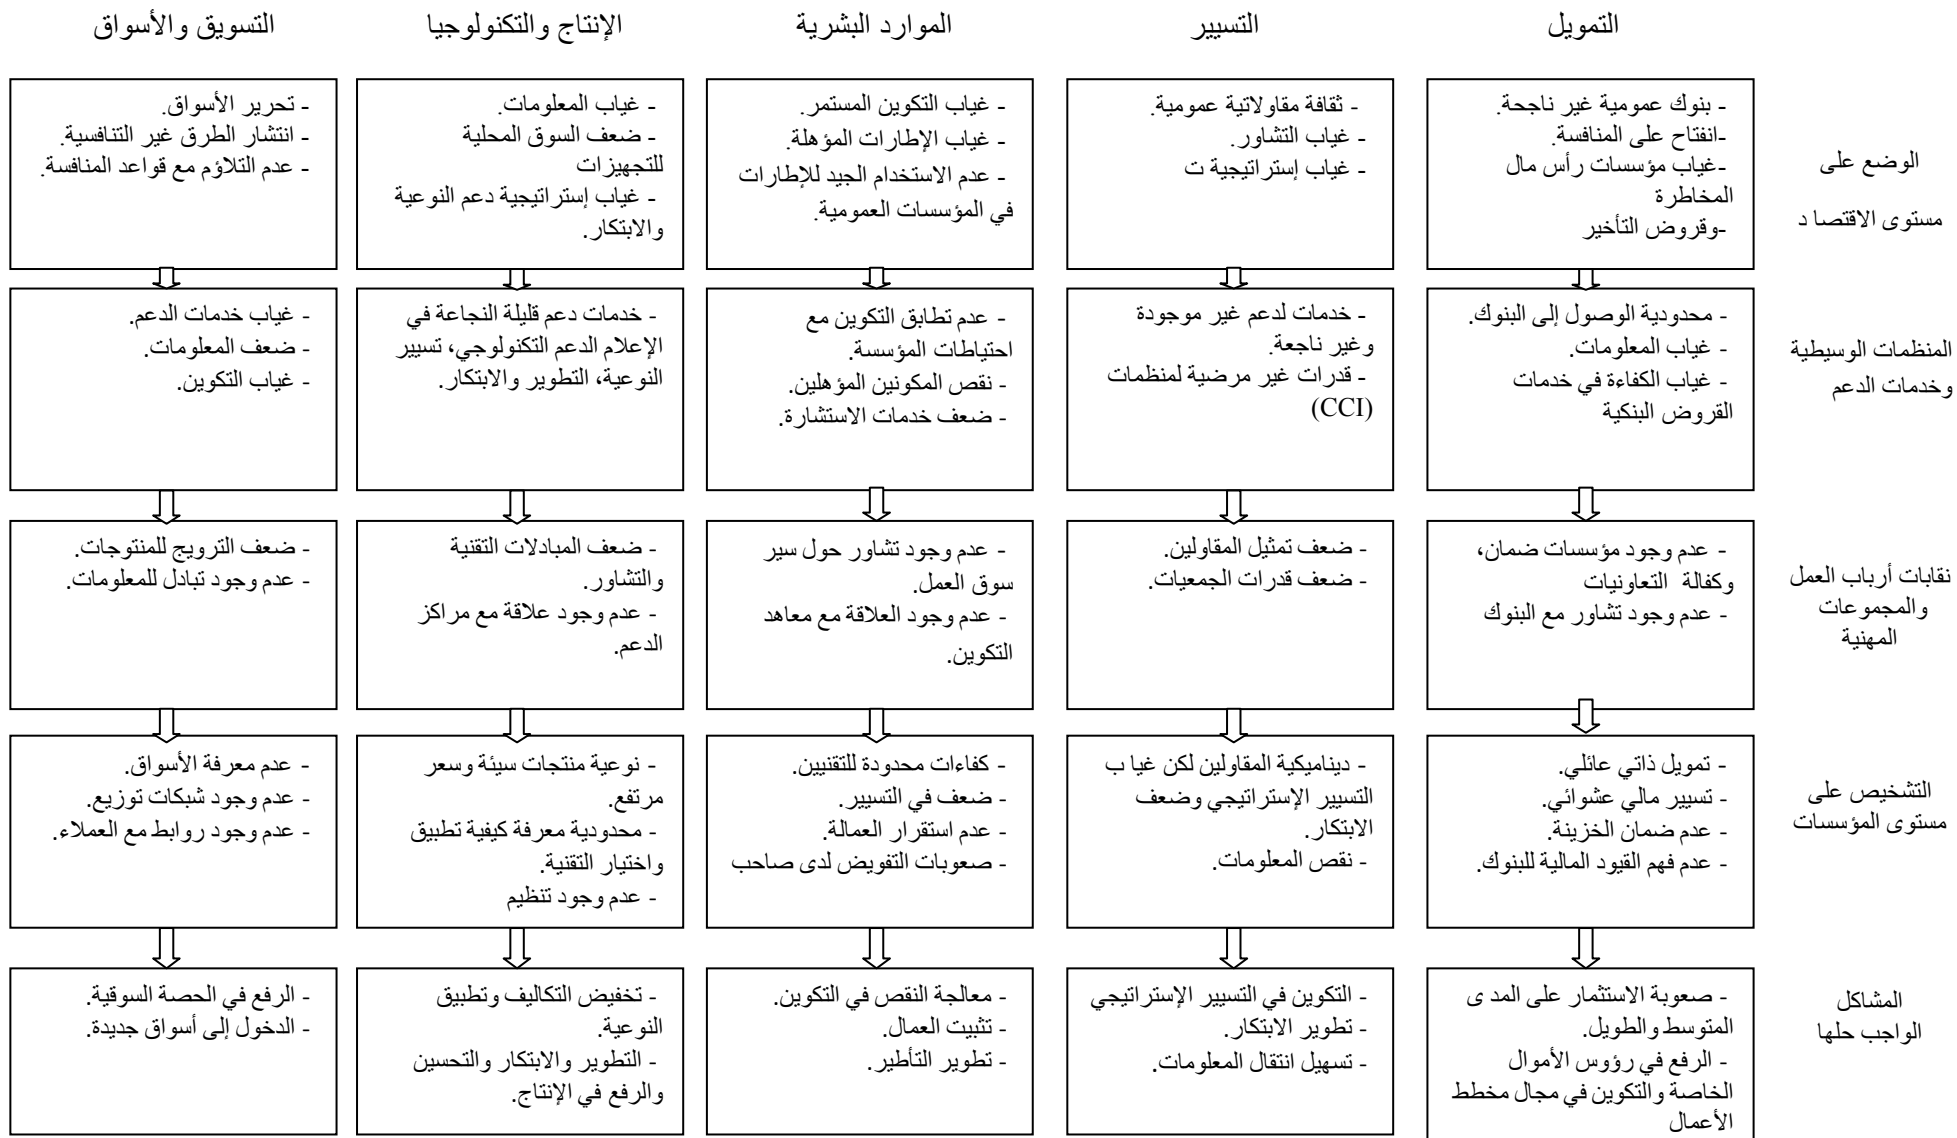 التمويل
التسيير
الموارد البشرية
الإنتاج والتكنولوجيا
التسويق والأسواق
الوضع على
مستوى الاقتصا د
- بنوك عمومية غير ناجحة.
-انفتاح على المنافسة.
-غياب مؤسسات رأس مال
المخاطرة
-وقروض التأخير
- ثقافة مقاولاتية عمومية.
- غياب التشاور.
- غياب إستراتيجية ت
- غياب التكوين المستمر.
- غياب الإطارات المؤهلة.
- عدم الاستخدام الجيد للإطارات
في المؤسسات العمومية.
- غياب المعلومات.
- ضعف السوق المحلية
للتجهيزات
- غياب إستراتيجية دعم النوعية
والابتكار.
- تحرير الأسواق.
- انتشار الطرق غير التنافسية.
- عدم التلاؤم مع قواعد المنافسة.
المنظمات الوسيطية
وخدمات الدعم
- محدودية الوصول إلى البنوك.
- غياب المعلومات.
- غياب الكفاءة في خدمات
القروض البنكية
- خدمات لدعم غير موجودة
وغير ناجعة.
- قدرات غير مرضية لمنظمات
(CCI)
- عدم تطابق التكوين مع
احتياطات المؤسسة.
- نقص المكونين المؤهلين.
- ضعف خدمات الاستشارة.
- خدمات دعم قليلة النجاعة في
الإعلام الدعم التكنولوجي، تسيير
النوعية، التطوير والابتكار.
- غياب خدمات الدعم.
- ضعف المعلومات.
- غياب التكوين.
نقابات أرباب العمل
والمجموعات
المهنية
- عدم وجود مؤسسات ضمان،
وكفالة التعاونيات
- عدم وجود تشاور مع البنوك
- ضعف تمثيل المقاولين.
- ضعف قدرات الجمعيات.
- عدم وجود تشاور حول سير
سوق العمل.
- عدم وجود العلاقة مع معاهد
التكوين.
- ضعف المبادلات التقنية
والتشاور.
- عدم وجود علاقة مع مراكز
الدعم.
- ضعف الترويج للمنتوجات.
- عدم وجود تبادل للمعلومات.
التشخيص على
مستوى المؤسسات
- تمويل ذاتي عائلي.
- تسيير مالي عشوائي.
- عدم ضمان الخزينة.
- عدم فهم القيود المالية للبنوك.
- ديناميكية المقاولين لكن غيا ب
التسيير الإستراتيجي وضعف
الابتكار.
- نقص المعلومات.
- كفاءات محدودة للتقنيين.
- ضعف في التسيير.
- عدم استقرار العمالة.
- صعوبات التفويض لدى صاحب
- نوعية منتجات سيئة وسعر
مرتفع.
- محدودية معرفة كيفية تطبيق
واختيار التقنية.
- عدم وجود تنظيم
- عدم معرفة الأسواق.
- عدم وجود شبكات توزيع.
- عدم وجود روابط مع العملاء.
المشاكل
الواجب حلها
- صعوبة الاستثمار على المد ى
المتوسط والطويل.
- الرفع في رؤوس الأموال
الخاصة والتكوين في مجال مخطط
الأعمال
- التكوين في التسيير الإستراتيجي
- تطوير الابتكار.
- تسهيل انتقال المعلومات.
- معالجة النقص في التكوين.
- تثبيت العمال.
- تطوير التأطير.
- تخفيض التكاليف وتطبيق
النوعية.
- التطوير والابتكار والتحسين
والرفع في الإنتاج.
- الرفع في الحصة السوقية.
- الدخول إلى أسواق جديدة.